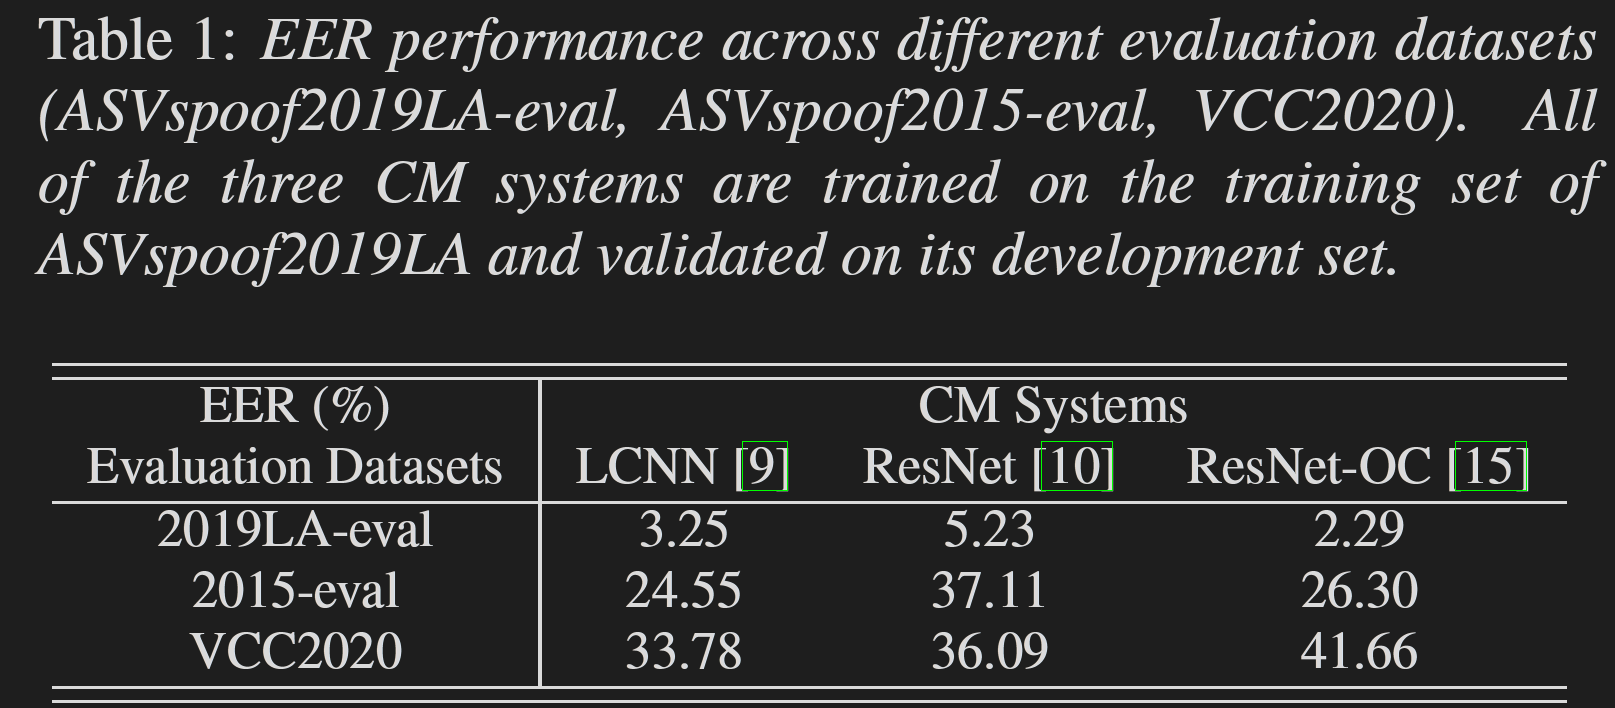 Table 1: EER performance across different evaluation datasets
(ASVspoof2019LA-eval, ASVspoof2015-eval, VCC2020). All
of the three CM systems are trained on the training set of
ASVspoof2019LA and validated on its development set.
EER (%) CM Systems
Evaluation Datasets LCNN [9] ResNet [10] ResNet-OC [15]
2019LA-eval 3.25 5.23 2.29
2015-eval 24.55 37.11 26.30
VCC2020 33.78 36.09 41.66